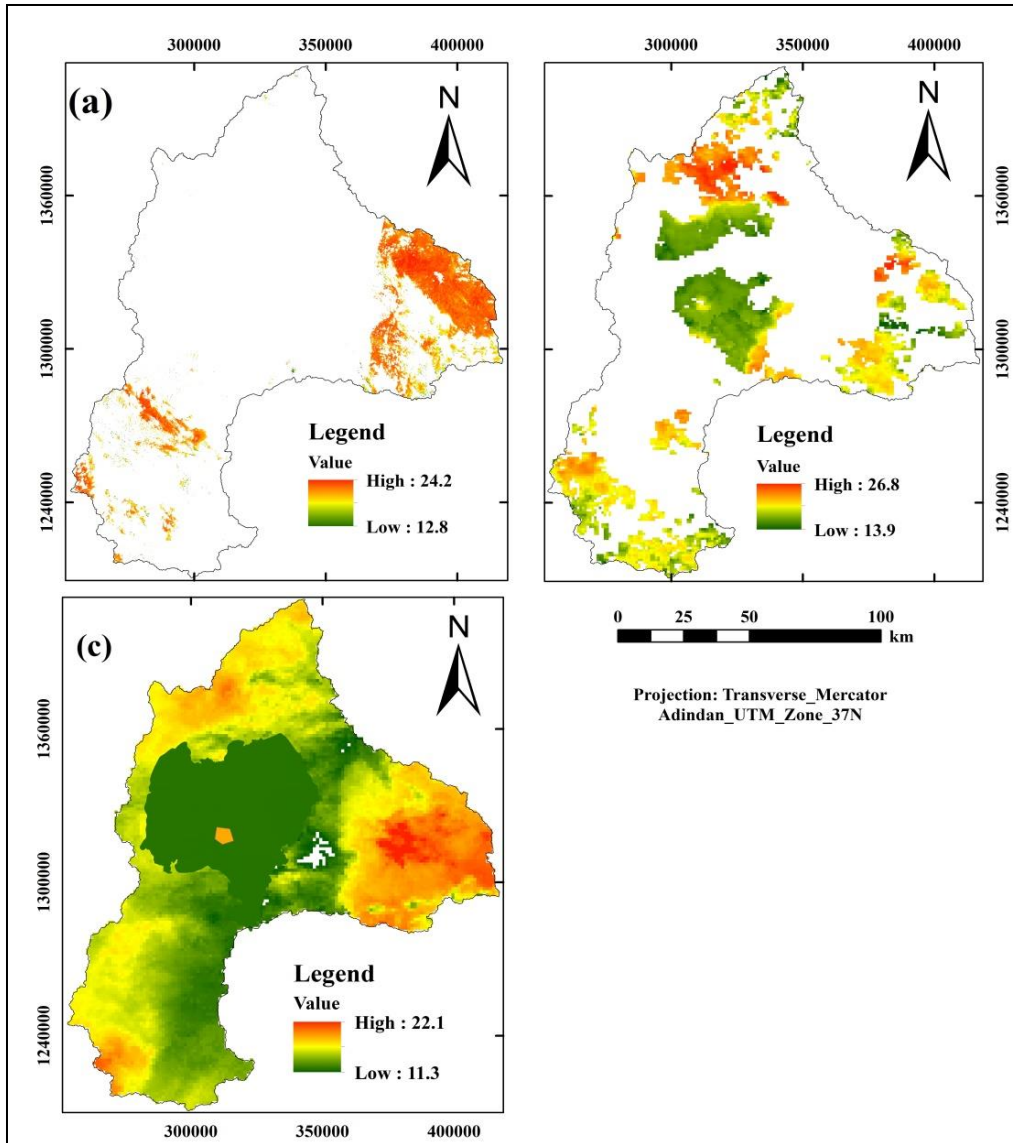 300000 350000 400000
300000 350000 400000
(a)
N
N
1360000
1300000
1240000
1360000
1300000
1240000
Legend
Value
High : 24.2
Low : 12.8
Legend
Value
High : 26.8
Low : 13.9
(c)
N
1360000
1300000
1240000
Legend
Value
High : 22.1
Low : 11.3
300000 350000 400000
0 25 50 100
km
Projection: Transverse_Mercator
Adindan_UTM_Zone_37N